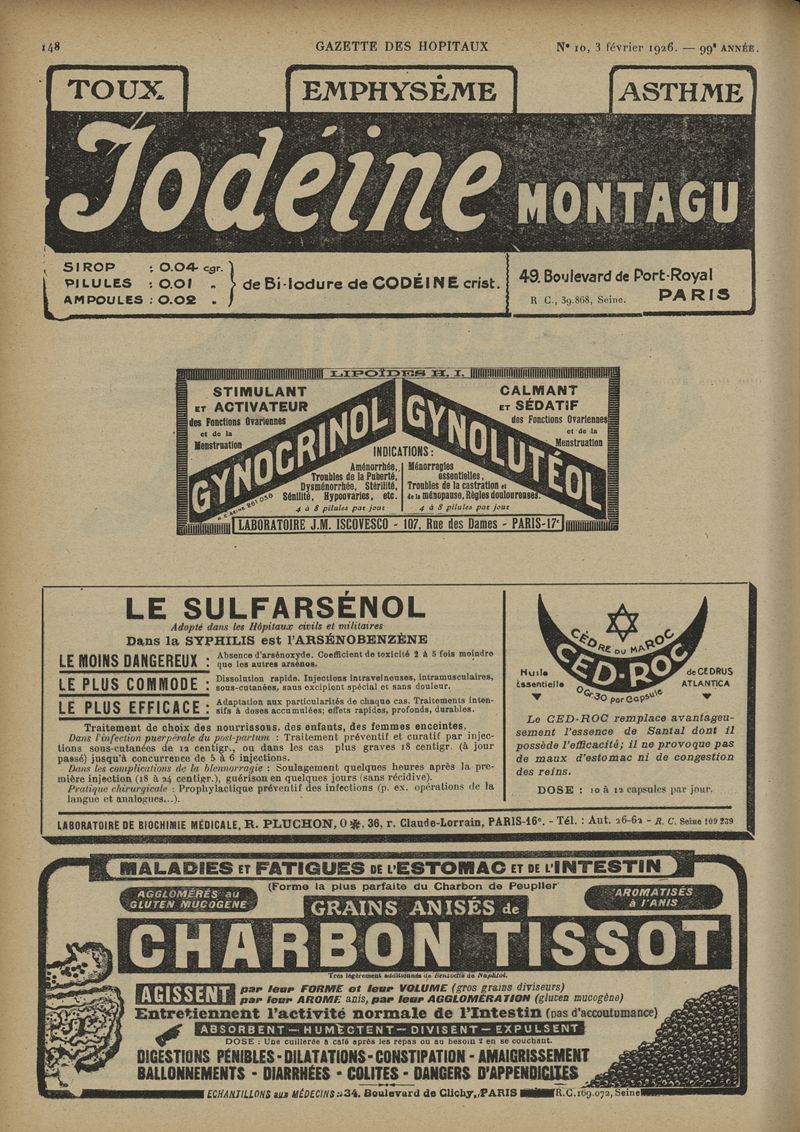 148 GAZETTE DES HOPITAUX N° 10, 3 février 1926. — 99e ANNÉE.
TOUX EMPHYSÈME ASTHME
Iodéine MONTAGU
SIROP : 0.04 cgr.
PILULES : 0.01 "
AMPOULES : 0.02 "
de Bi-Iodure de CODÉINE crist.
49. Boulevard de Port-Royal
R C., 39.868, Seine. PARIS
LIPOÏDES H. I.
STIMULANT
ET ACTIVATEUR
des Fonctions Ovariennes
et de la
Menstruation
GYNOCRINOL
CALMANT
ET SÉDATIF
des Fonctions Ovariennes
et de la
Menstruation
GYNOLUTÉOL
INDICATIONS :
Aménorrhée,
Troubles de la Puberté,
Dysménorrhée, Stérilité,
Sénilité, Hypoovaries, etc.
4 à 8 pilules par jour
Ménorragies
essentielles,
Troubles de la castration et
de la ménopause, Règles douloureuses.
4 à 8 pilules par jour
R. C. SEINE 261 036
LABORATOIRE J.M. ISCOVESCO - 107, Rue des Dames - PARIS-17e
LE SULFARSÉNOL
Adopté dans les Hôpitaux civils et militaires
Dans la SYPHILIS est l'ARSÉNOBENZÈNE
LE MOINS DANGEREUX : Absence d'arsénoxyde. Coefficient de toxicité 2 à 5 fois moindre
que les autres arsénos.
LE PLUS COMMODE : Dissolution rapide. Injections intraveineuses, intramusculaires,
sous-cutanées, sans excipient spécial et sans douleur.
LE PLUS EFFICACE : Adaptation aux particularités de chaque cas. Traitements inten-
sifs à doses accumulées; effets rapides, profonds, durables.
Traitement de choix des nourrissons, des enfants, des femmes enceintes.
Dans l'infection puerpérale du post-partum : Traitement préventif et curatif par injec-
tions sous-cutanées de 12 centigr., ou dans les cas plus graves 18 centigr. (à jour
passé) jusqu'à concurrence de 5 à 6 injections.
Dans les complications de la blennorragie : Soulagement quelques heures après la pre-
mière injection (18 à 24 centigr.), guérison en quelques jours (sans récidive).
Pratique chirurgicale : Prophylactique préventif des infections (p. ex. opérations de la
langue et analogues...).
CÈDRE DU MAROC
CED-ROC
0 Gr. 30 par Capsule
Huile
Essentielle
de CEDRUS
ATLANTICA
Le CED-ROC remplace avantageu-
sement l'essence de Santal dont il
possède l'efficacité; il ne provoque pas
de maux d'estomac ni de congestion
des reins.
DOSE : 10 à 12 capsules par jour.
LABORATOIRE DE BIOCHIMIE MÉDICALE, R. PLUCHON, O ✻, 36, r. Claude-Lorrain, PARIS-16e. - Tél. : Aut. 26-62 - R. C. Seine 109 239
MALADIES ET FATIGUES DE L'ESTOMAC ET DE L'INTESTIN
(Forme la plus parfaite du Charbon de Peuplier
AGGLOMÉRÉS au
GLUTEN MUCOGÈNE
GRAINS ANISÉS de
AROMATISÉS
à l'ANIS
CHARBON TISSOT
Très légèrement additionnés de Benzoate de Naphtol.
AGISSENT par leur FORME et leur VOLUME (gros grains diviseurs)
par leur AROME anis, par leur AGGLOMÉRATION (gluten mucogène)
Entretiennent l'activité normale de l'Intestin (pas d'accoutumance)
ABSORBENT — HUMECTENT — DIVISENT — EXPULSENT
DOSE : Une cuillerée à café après les repas ou au besoin 2 en se couchant.
DIGESTIONS PÉNIBLES - DILATATIONS - CONSTIPATION - AMAIGRISSEMENT
BALLONNEMENTS - DIARRHÉES - COLITES - DANGERS D'APPENDICITES
ÉCHANTILLONS aux MÉDECINS : 34. Boulevard de Clichy, PARIS R.C. 169.072, Seine